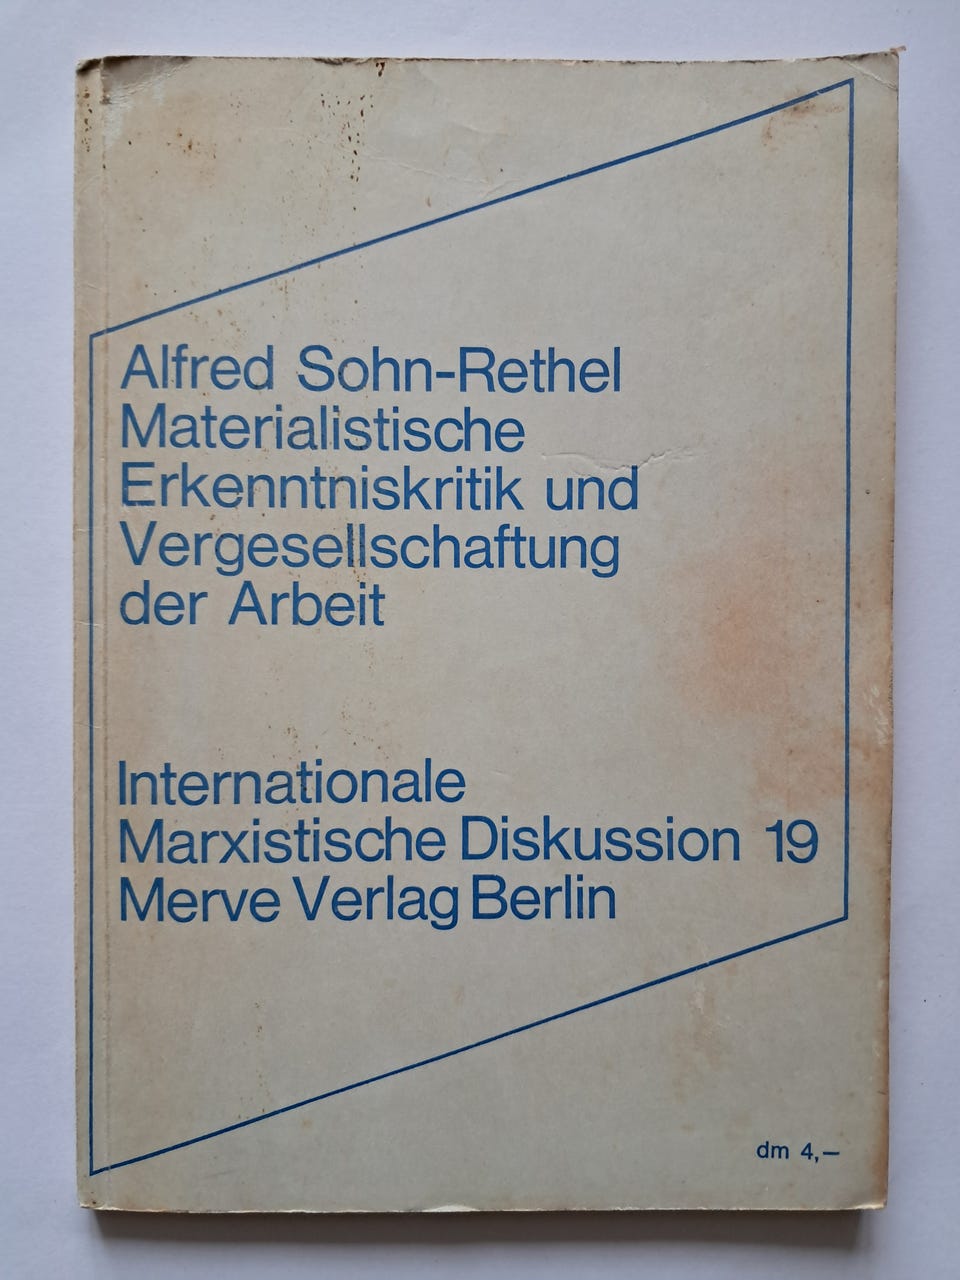 Alfred Sohn-Rethel
Materialistische
Erkenntniskritik und
Vergesellschaftung
der Arbeit
Internationale
Marxistische Diskussion 19
Merve Verlag Berlin
dm 4,—